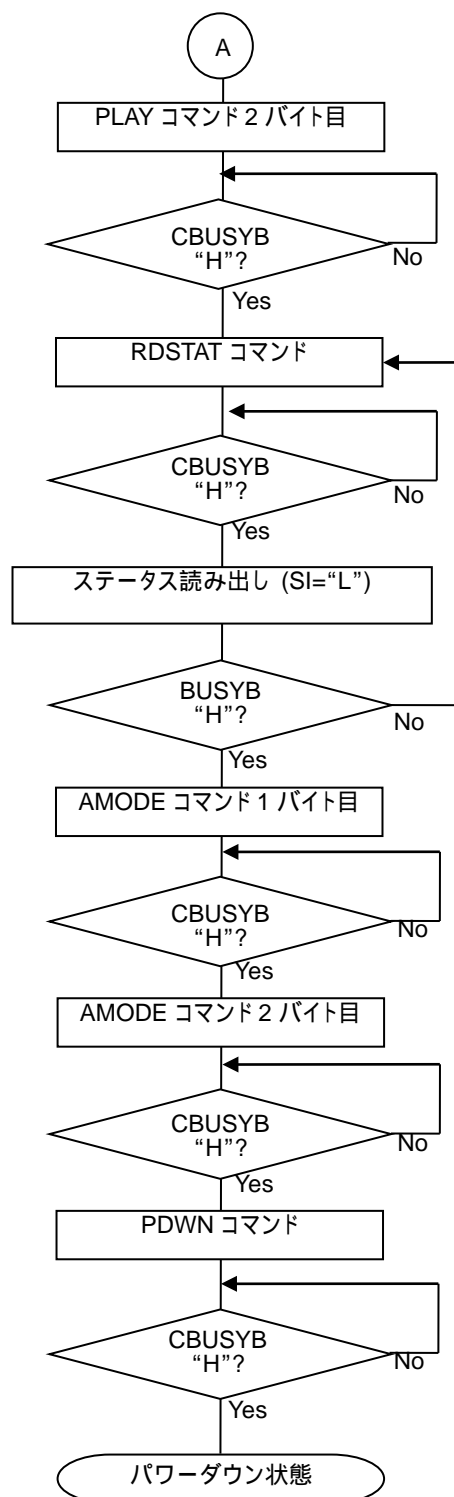 A
PLAY コマンド 2 バイト目
CBUSYB
“H”?
No
Yes
RDSTAT コマンド
CBUSYB
“H”?
No
Yes
ステータス読み出し (SI=“L”)
BUSYB
“H”?
No
Yes
AMODE コマンド 1 バイト目
CBUSYB
“H”?
No
Yes
AMODE コマンド 2 バイト目
CBUSYB
“H”?
No
Yes
PDWN コマンド
CBUSYB
“H”?
No
Yes
パワーダウン状態